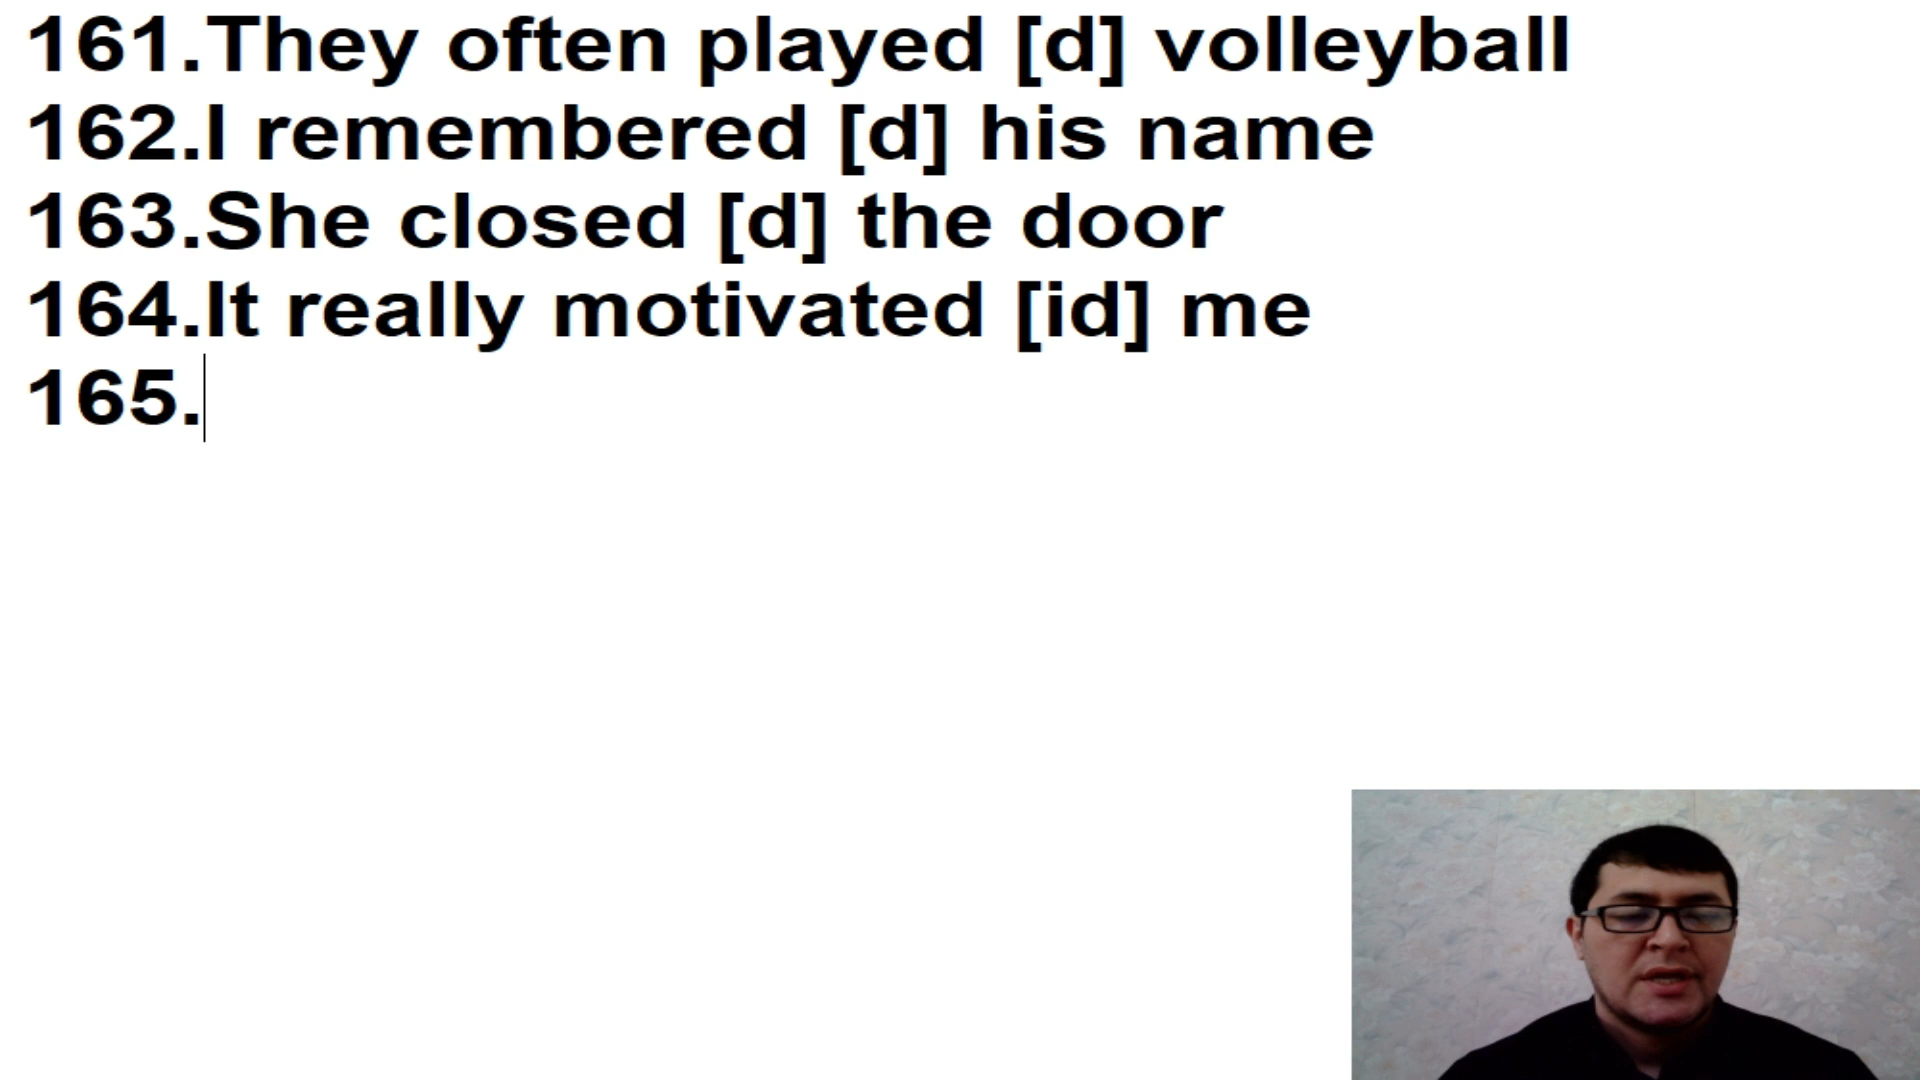 161.They often played [d] volleyball
162.I remembered [d] his name
163.She closed [d] the door
164.It really motivated [id] me
165.